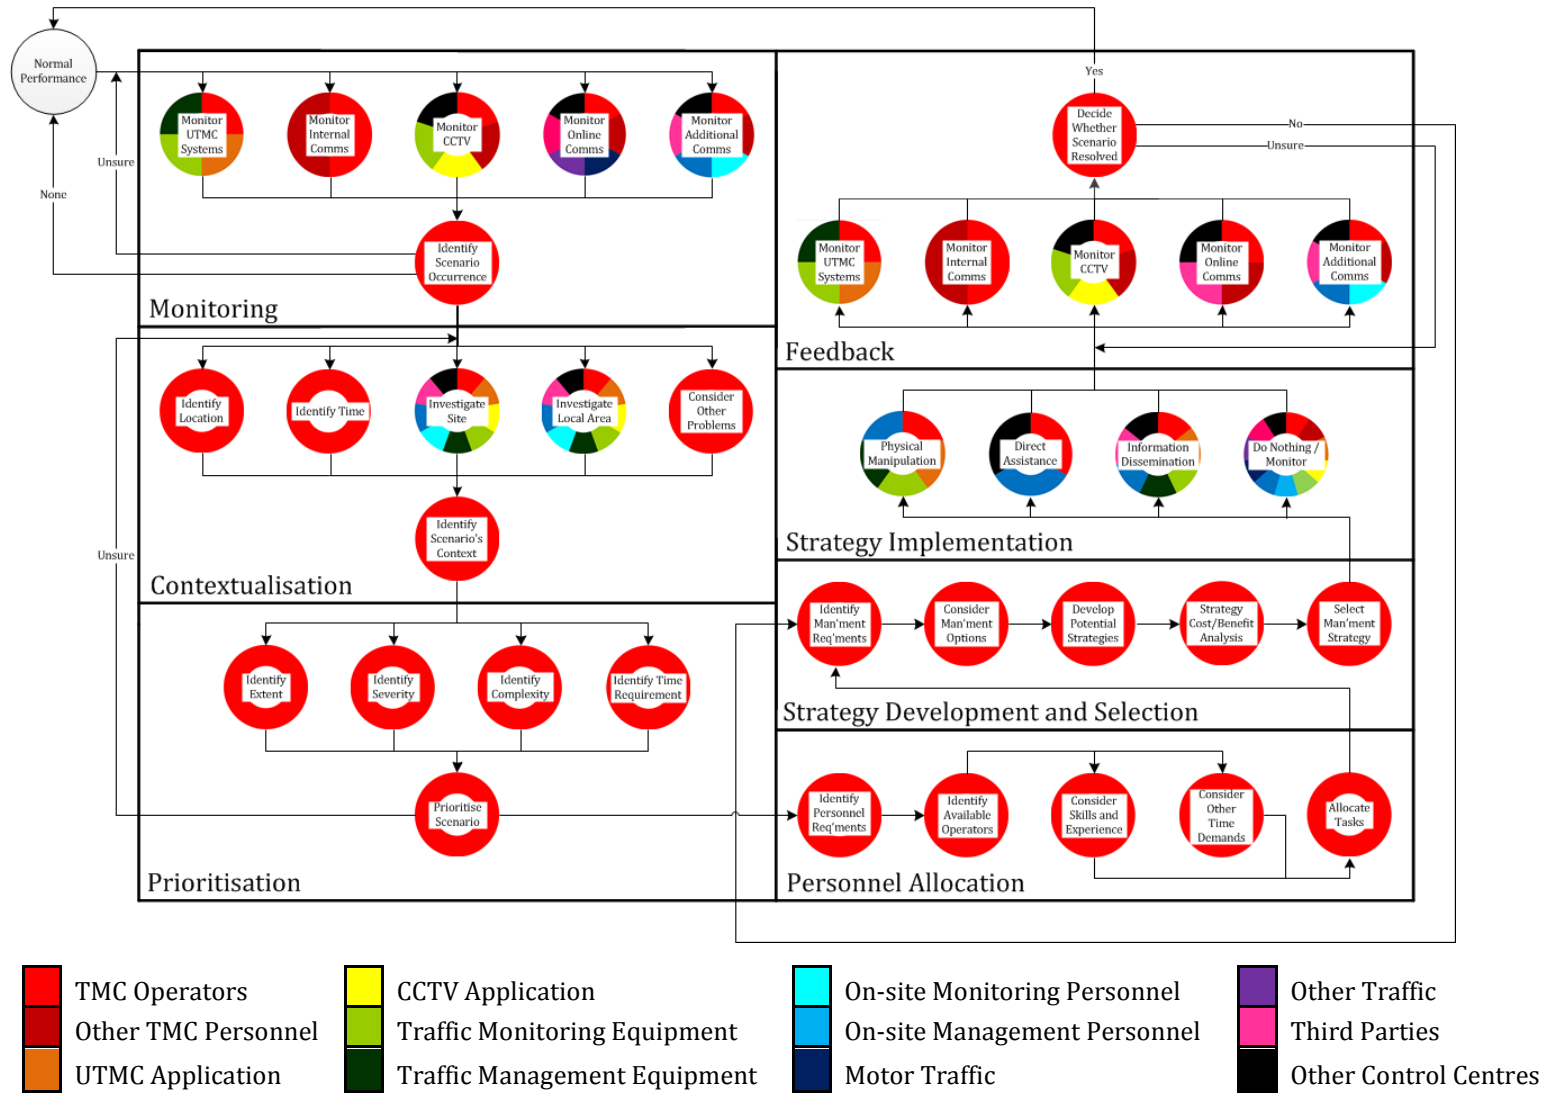 Normal
Performance
Unsure
None
Monitor
UTMC
Systems
Monitor
Internal
Comms
Monitor
CCTV
Monitor
Online
Comms
Monitor
Additional
Comms
Identify
Scenario
Occurrence
Monitoring
Yes
Decide
Whether
Scenario
Resolved
No
Unsure
Monitor
UTMC
Systems
Monitor
Internal
Comms
Monitor
CCTV
Monitor
Online
Comms
Monitor
Additional
Comms
Feedback
Identify
Location
Identify Time
Investigate
Site
Investigate
Local Area
Consider
Other
Problems
Identify
Scenario's
Context
Unsure
Contextualisation
Physical
Manipulation
Direct
Assistance
Information
Dissemination
Do Nothing /
Monitor
Strategy Implementation
Identify
Man'ment
Req'ments
Consider
Man'ment
Options
Develop
Potential
Strategies
Strategy
Cost/Benefit
Analysis
Select
Man'ment
Strategy
Strategy Development and Selection
Identify
Extent
Identify
Severity
Identify
Complexity
Identify Time
Requirement
Prioritise
Scenario
Prioritisation
Identify
Personnel
Req'ments
Identify
Available
Operators
Consider
Skills and
Experience
Consider
Other
Time
Demands
Allocate
Tasks
Personnel Allocation
TMC Operators
Other TMC Personnel
UTMC Application
CCTV Application
Traffic Monitoring Equipment
Traffic Management Equipment
On-site Monitoring Personnel
On-site Management Personnel
Motor Traffic
Other Traffic
Third Parties
Other Control Centres